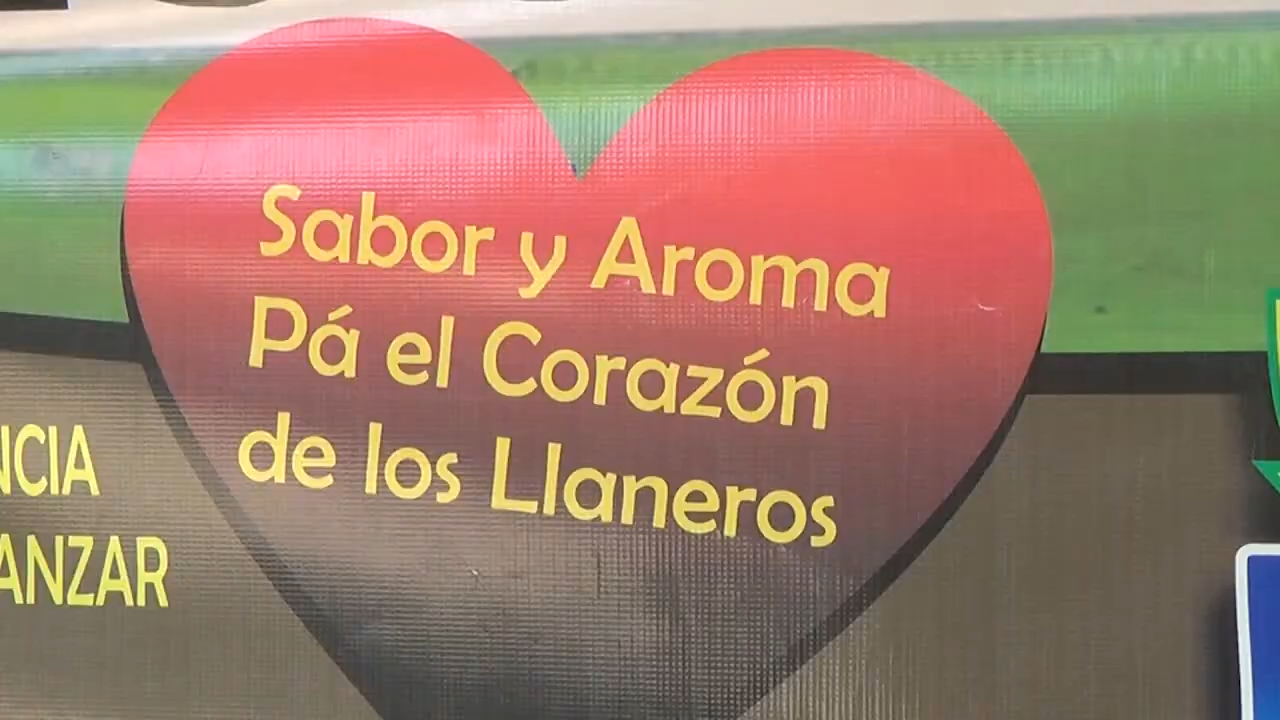 Sabor y Aroma
Pá el Corazón
de los Llaneros
NCIA
ANZAR